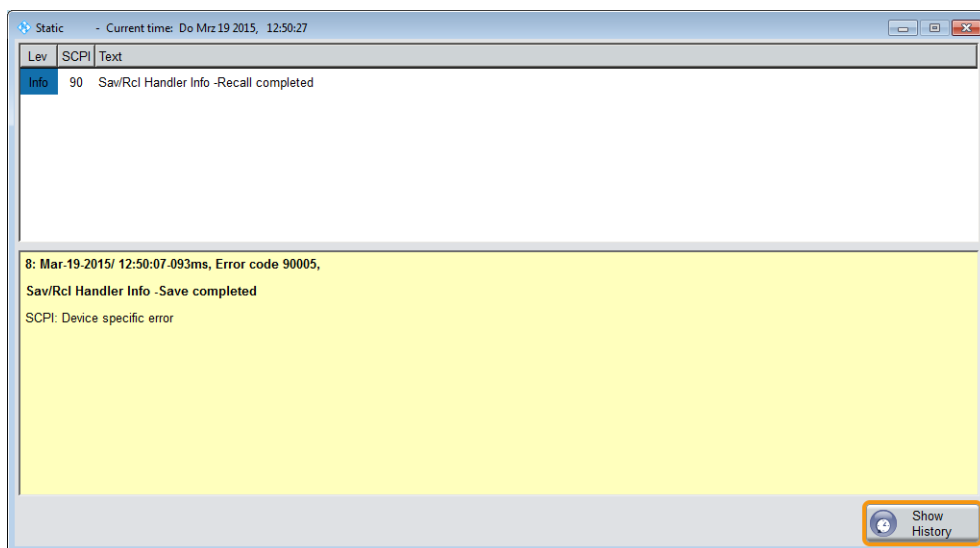 Static - Current time: Do Mrz 19 2015, 12:50:27
Lev SCPI Text
Info 90 Sav/Rcl Handler Info -Recall completed
8: Mar-19-2015/ 12:50:07-093ms, Error code 90005,
Sav/Rcl Handler Info -Save completed
SCPI: Device specific error
Show
History